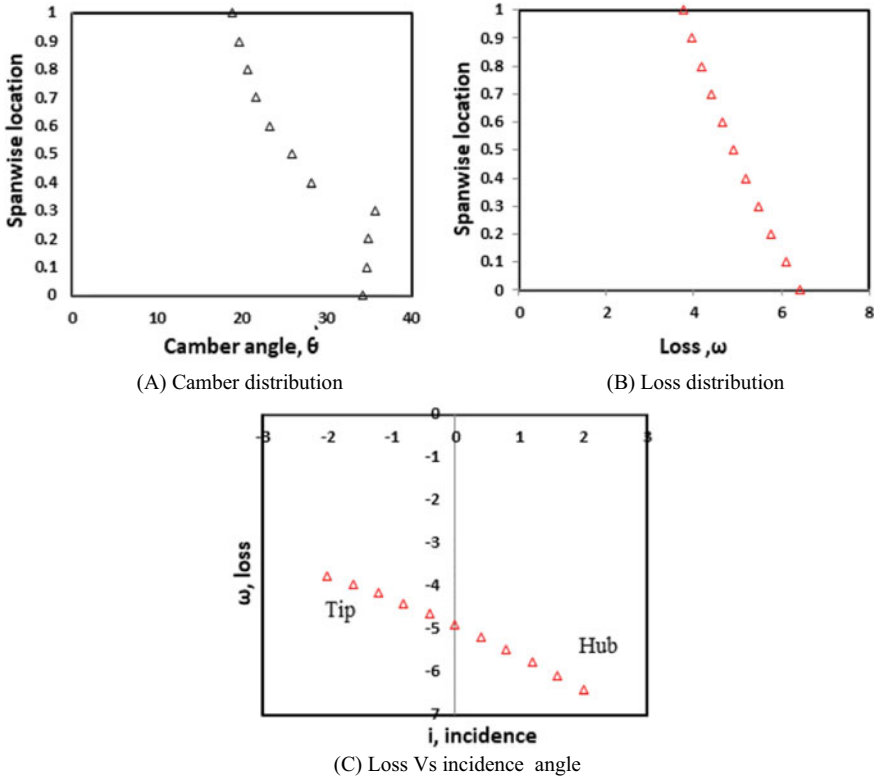 Spanwise location
1
0.9
0.8
0.7
0.6
0.5
0.4
0.3
0.2
0.1
0
0 10 20 30 40
Camber angle, θ
(A) Camber distribution
Spanwise location
1
0.9
0.8
0.7
0.6
0.5
0.4
0.3
0.2
0.1
0
0 2 4 6 8
Loss ,ω
(B) Loss distribution
ω, loss
0
-3 -2 -1 0 1 2 3
-1
-2
-3
-4
-5
-6
-7
Tip
Hub
i, incidence
(C) Loss Vs incidence angle